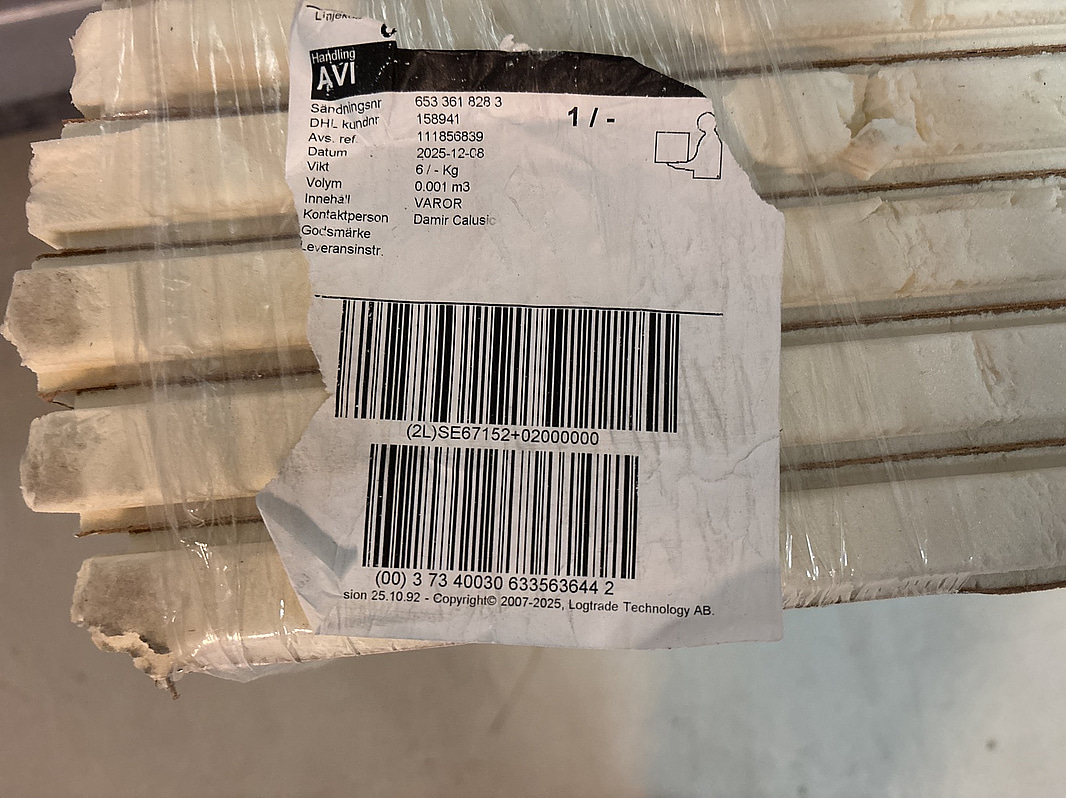 Handling
AVI
Sändningsnr 653 361 828 3
DHL kundnr 158941
1 / -
Avs. ref. 111856839
Datum 2025-12-08
Vikt 6 / - Kg
Volym 0.001 m3
Innehåll VAROR
Kontaktperson Damir Calusic
Godsmärke
Leveransinstr.
(2L)SE67152+02000000
(00) 3 73 40030 633563644 2
sion 25.10.92 - Copyright© 2007-2025, Logtrade Technology AB.